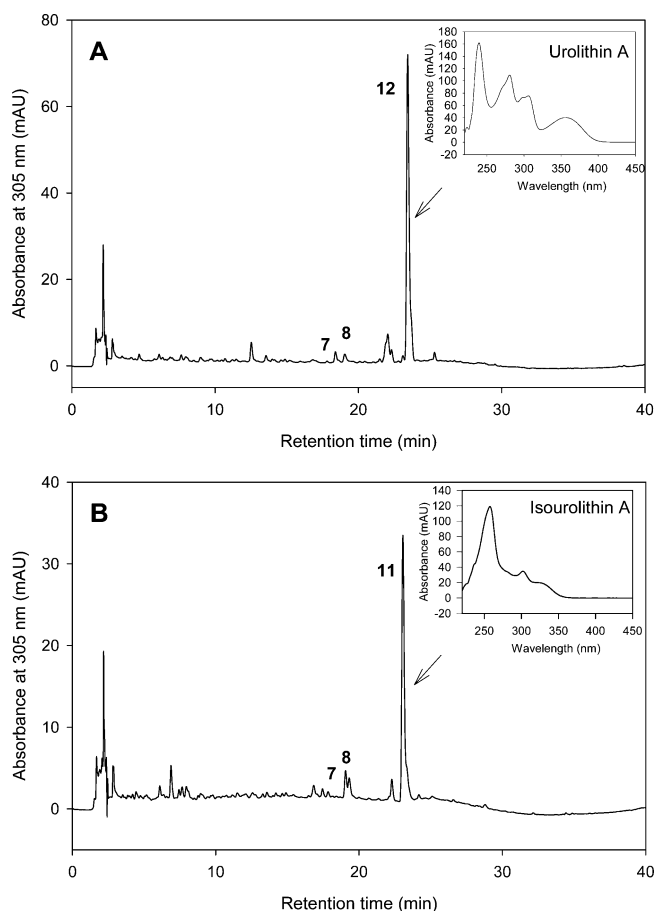 A
80
60
40
20
0
Absorbance at 305 nm (mAU)
0 10 20 30 40
Retention time (min)
12
7
8
Urolithin A
180
160
140
120
100
80
60
40
20
0
-20
Absorbance (mAU)
250 300 350 400 450
Wavelength (nm)
B
40
30
20
10
0
Absorbance at 305 nm (mAU)
0 10 20 30 40
Retention time (min)
11
7
8
Isourolithin A
140
120
100
80
60
40
20
0
-20
Absorbance (mAU)
250 300 350 400 450
Wavelength (nm)